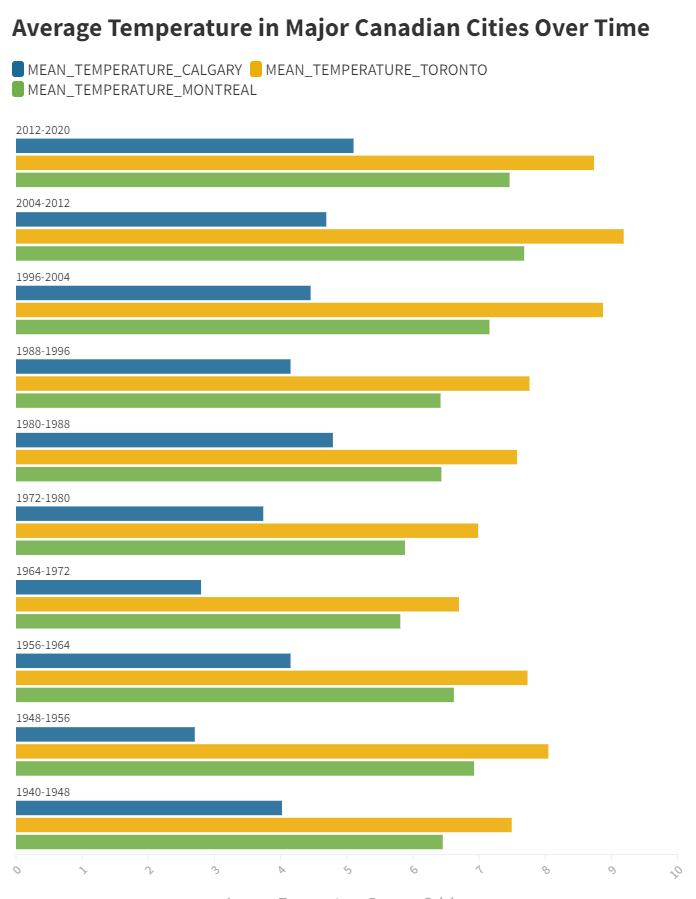 Average Temperature in Major Canadian Cities Over Time
MEAN_TEMPERATURE_CALGARY MEAN_TEMPERATURE_TORONTO
MEAN_TEMPERATURE_MONTREAL
2012-2020
2004-2012
1996-2004
1988-1996
1980-1988
1972-1980
1964-1972
1956-1964
1948-1956
1940-1948
0 1 2 3 4 5 6 7 8 9 10